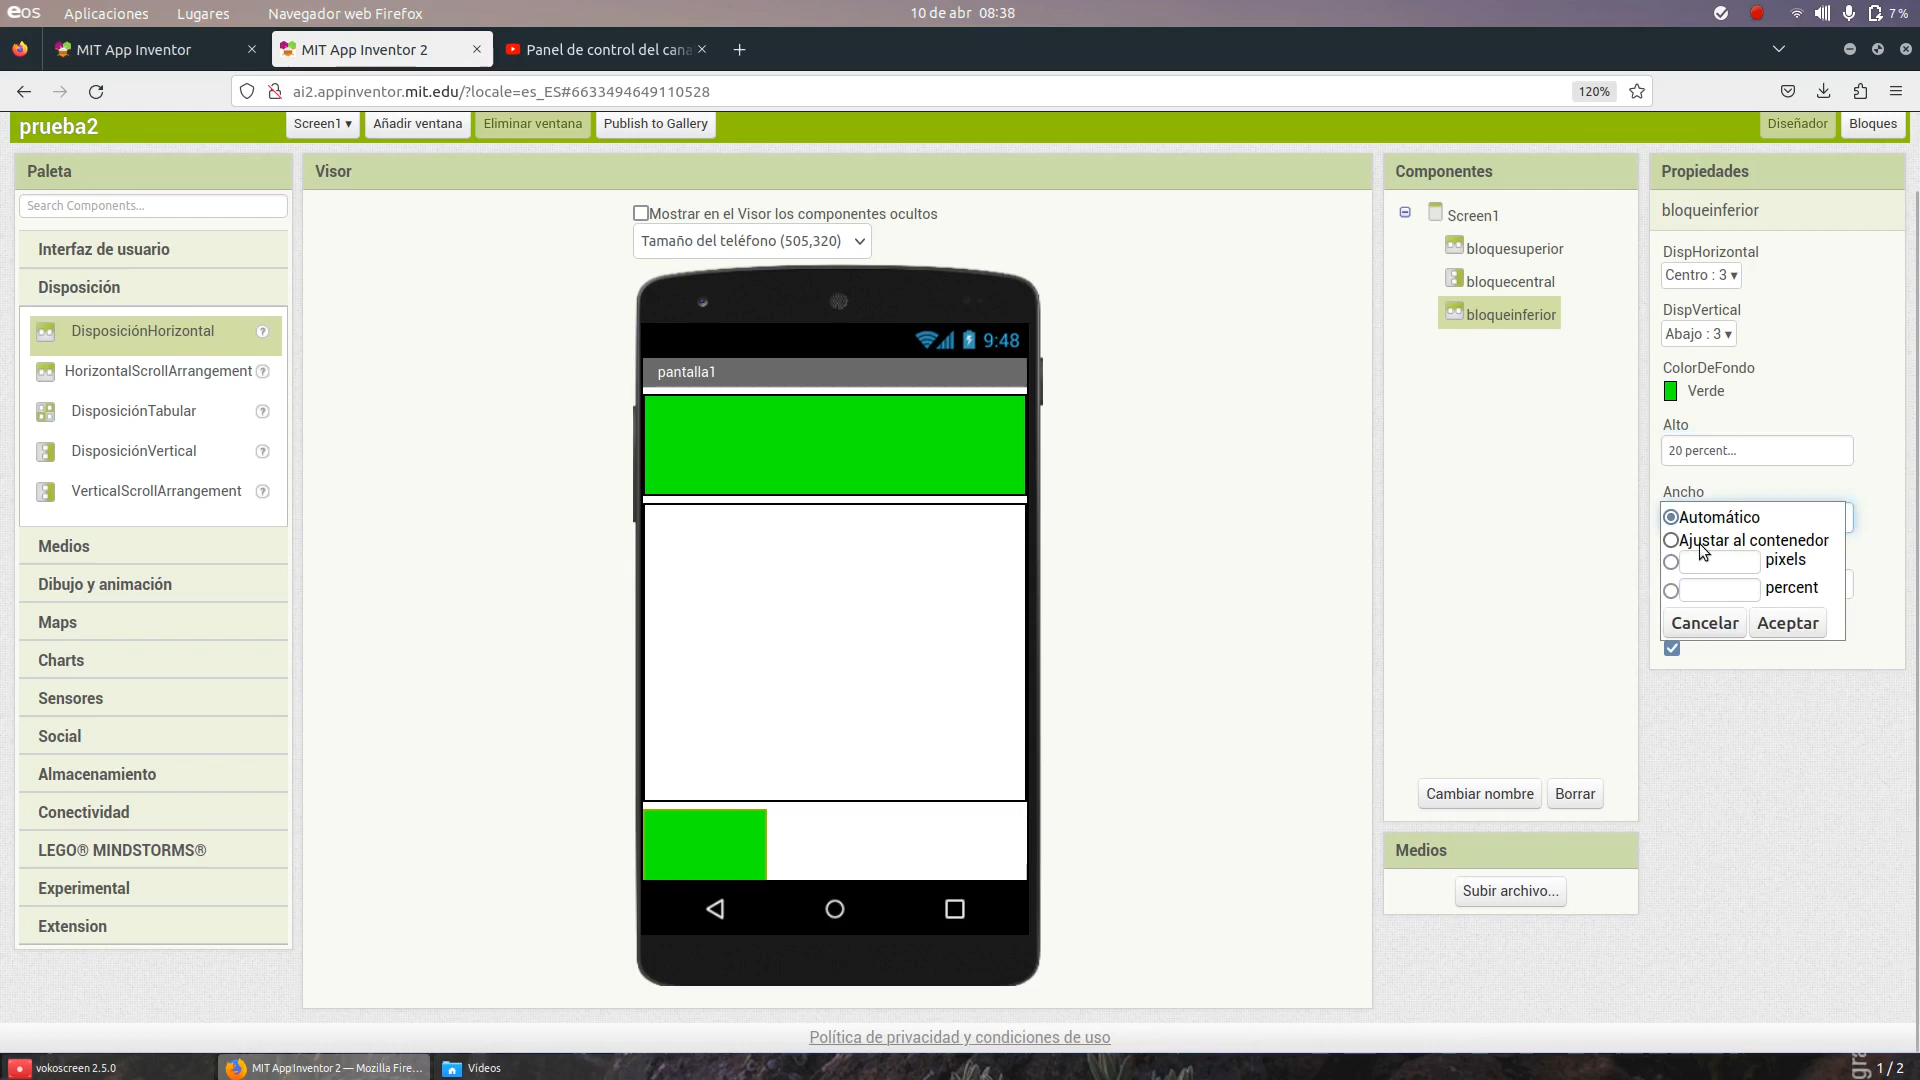 eos Aplicaciones Lugares Navegador web Firefox 10 de abr 08:38 7 %
MIT App Inventor
MIT App Inventor 2
Panel de control del cana
ai2.appinventor.mit.edu/?locale=es_ES#6633494649110528
120%
prueba2
Screen1 ▾
Añadir ventana
Eliminar ventana
Publish to Gallery
Diseñador
Bloques
Paleta
Search Components...
Interfaz de usuario
Disposición
DisposiciónHorizontal ?
HorizontalScrollArrangement ?
DisposiciónTabular ?
DisposiciónVertical ?
VerticalScrollArrangement ?
Medios
Dibujo y animación
Maps
Charts
Sensores
Social
Almacenamiento
Conectividad
LEGO® MINDSTORMS®
Experimental
Extension
Visor
Mostrar en el Visor los componentes ocultos
Tamaño del teléfono (505,320)
9:48
pantalla1
Componentes
Screen1
bloquesuperior
bloquecentral
bloqueinferior
Cambiar nombre
Borrar
Medios
Subir archivo...
Propiedades
bloqueinferior
DispHorizontal
Centro : 3 ▾
DispVertical
Abajo : 3 ▾
ColorDeFondo
Verde
Alto
20 percent...
Ancho
Automático
Ajustar al contenedor
pixels
percent
Cancelar
Aceptar
Política de privacidad y condiciones de uso
vokoscreen 2.5.0
MIT App Inventor 2 — Mozilla Fire...
Vídeos
1 / 2